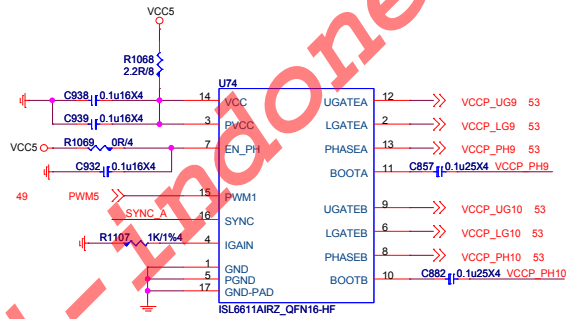 VCC5
R1068
2.2R/8
U74
C938 0.1u16X4
14 VCC
UGATEA 12 VCCP_UG9 53
C939 0.1u16X4
3 PVCC
LGATEA 2 VCCP_LG9 53
VCC5 R1069 0R/4
7 EN_PH
PHASEA 13 VCCP_PH9 53
C932 0.1u16X4
BOOTA 11 C857 0.1u25X4 VCCP_PH9
49 PWM5 15 PWM1
UGATEB 9 VCCP_UG10 53
SYNC_A 16 SYNC
LGATEB 6 VCCP_LG10 53
R1107 1K/1%4 4 IGAIN
PHASEB 8 VCCP_PH10 53
1 GND
5 PGND
BOOTB 10 C882 0.1u25X4 VCCP_PH10
17 GND-PAD
ISL6611AIRZ_QFN16-HF
-indone